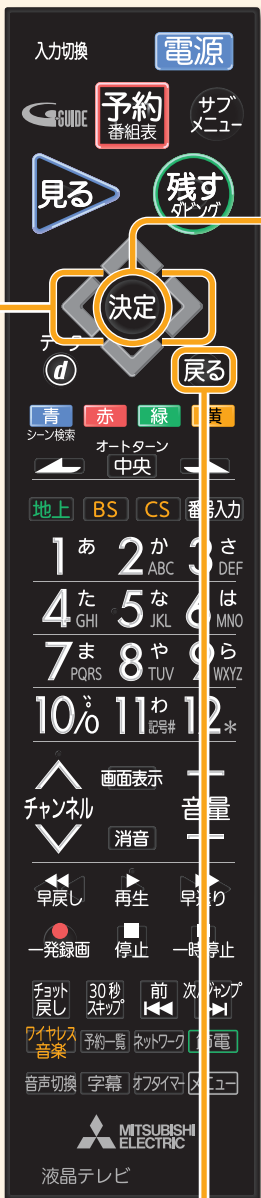 入力切換 電源
G-GUIDE 予約 番組表 サブメニュー
見る 残す ダビング
決定
データ
d 戻る
青 赤 緑 黄
シーン検索
オートターン
中央
地上 BS CS 番号入力
1 あ 2 か ABC 3 さ DEF
4 た GHI 5 な JKL 6 は MNO
7 ま PQRS 8 や TUV 9 ら WXYZ
10/0 ゛゜ 11 わ 記号# 12 *
画面表示
チャンネル 音量
消音
早戻し 再生 早送り
一発録画 停止 一時停止
チョット戻し 30秒スキップ 前 次/ジャンプ
ワイヤレス音楽 予約一覧 ネットワーク 節電
音声切換 字幕 オフタイマー メニュー
MITSUBISHI
ELECTRIC
液晶テレビ